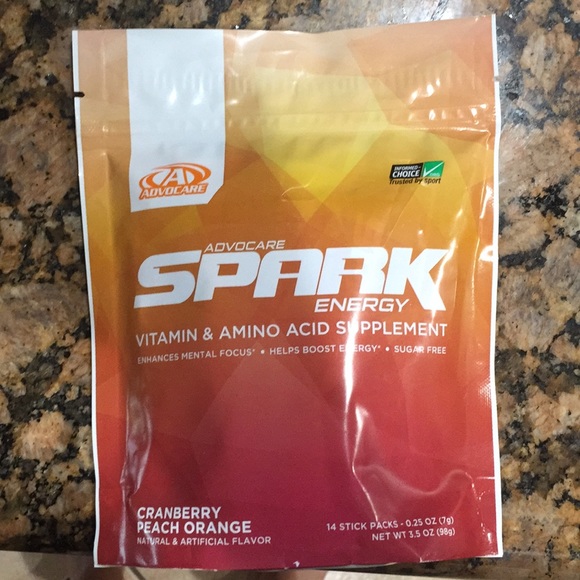 ADVOCARE
INFORMED-
CHOICE
Trusted by Sport
ADVOCARE
SPARK
ENERGY
VITAMIN & AMINO ACID SUPPLEMENT
ENHANCES MENTAL FOCUS* • HELPS BOOST ENERGY* • SUGAR FREE
CRANBERRY
PEACH ORANGE
NATURAL & ARTIFICIAL FLAVOR
14 STICK PACKS - 0.25 OZ (7g)
NET WT 3.5 OZ (98g)